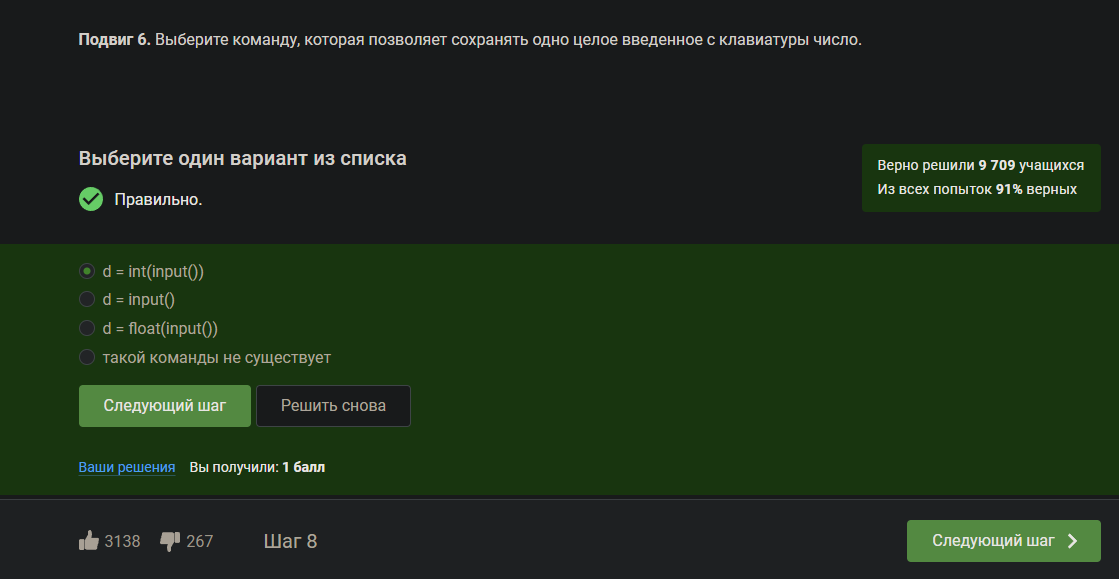 Подвиг 6. Выберите команду, которая позволяет сохранять одно целое введенное с клавиатуры число.
Выберите один вариант из списка
Правильно.
Верно решили 9 709 учащихся
Из всех попыток 91% верных
d = int(input())
d = input()
d = float(input())
такой команды не существует
Следующий шаг
Решить снова
Ваши решения Вы получили: 1 балл
3138 267 Шаг 8
Следующий шаг